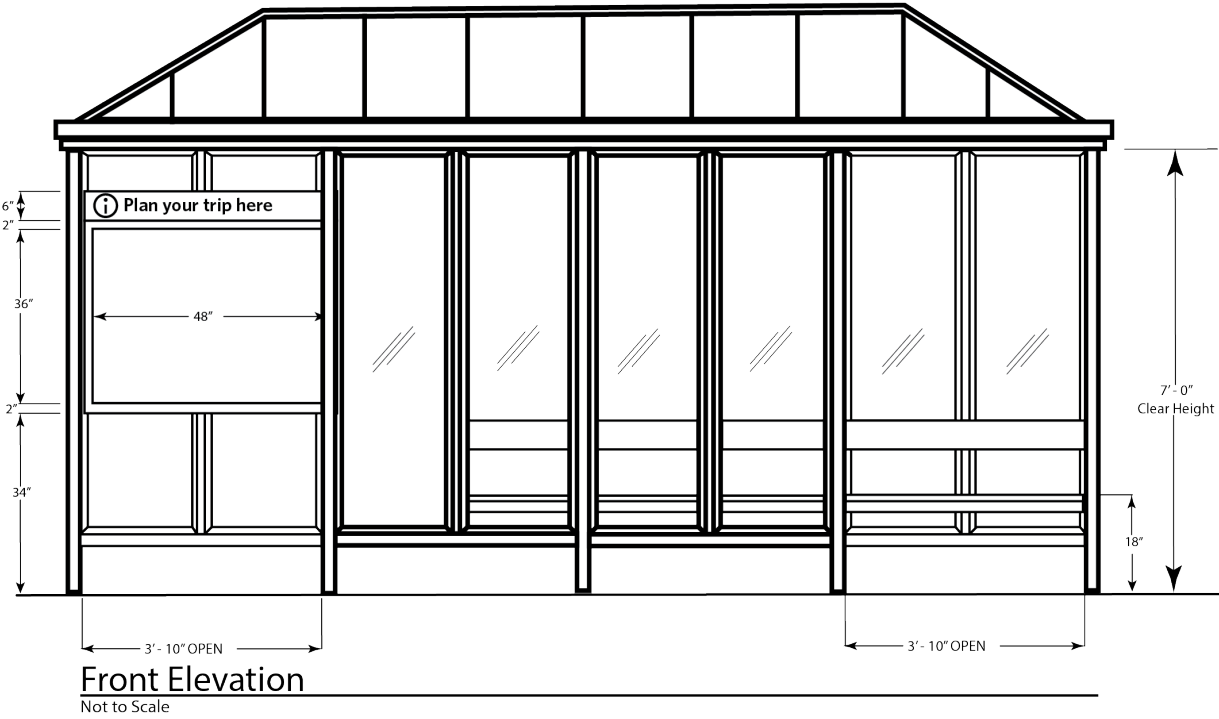 6”
Plan your trip here
2”
36”
48”
7’ - 0”
Clear Height
2”
34”
18”
3’ - 10” OPEN
3’ - 10” OPEN
Front Elevation
Not to Scale